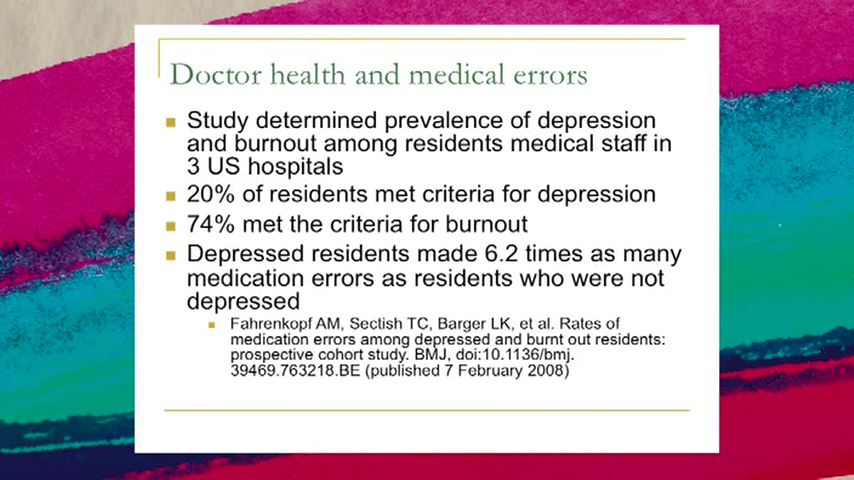 Doctor health and medical errors
Study determined prevalence of depression
and burnout among residents medical staff in
3 US hospitals
20% of residents met criteria for depression
74% met the criteria for burnout
Depressed residents made 6.2 times as many
medication errors as residents who were not
depressed
Fahrenkopf AM, Sectish TC, Barger LK, et al. Rates of
medication errors among depressed and burnt out residents:
prospective cohort study. BMJ, doi:10.1136/bmj.
39469.763218.BE (published 7 February 2008)